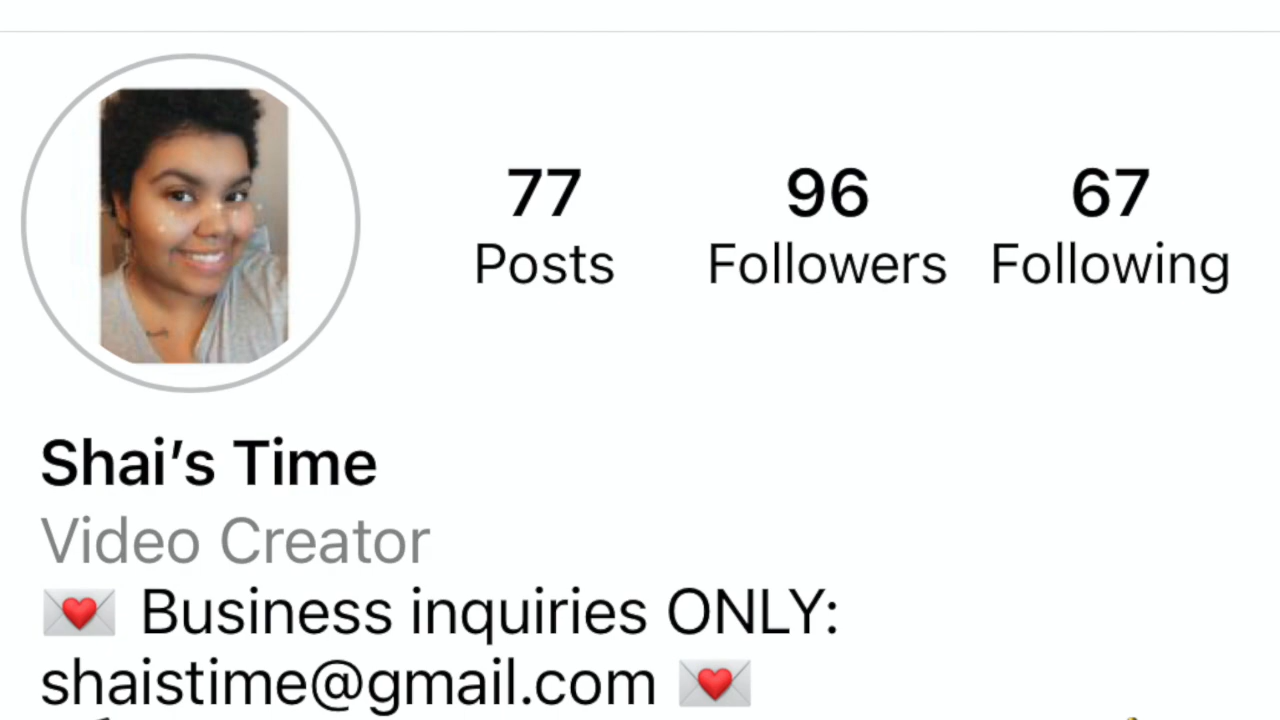 77 96 67
Posts Followers Following
Shai’s Time
Video Creator
💌 Business inquiries ONLY:
shaistime@gmail.com 💌